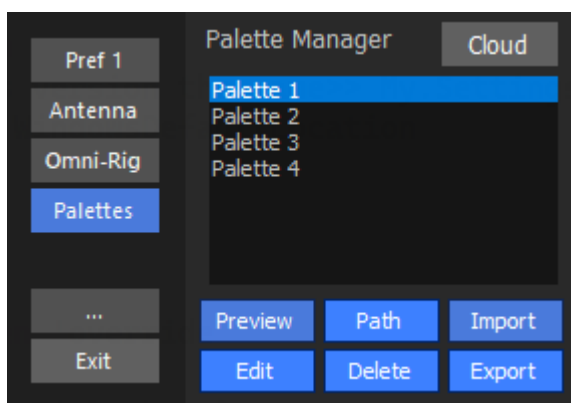 Pref 1
Antenna
Omni-Rig
Palettes
...
Exit
Palette Manager
Cloud
Palette 1
Palette 2
Palette 3
Palette 4
Preview
Path
Import
Edit
Delete
Export